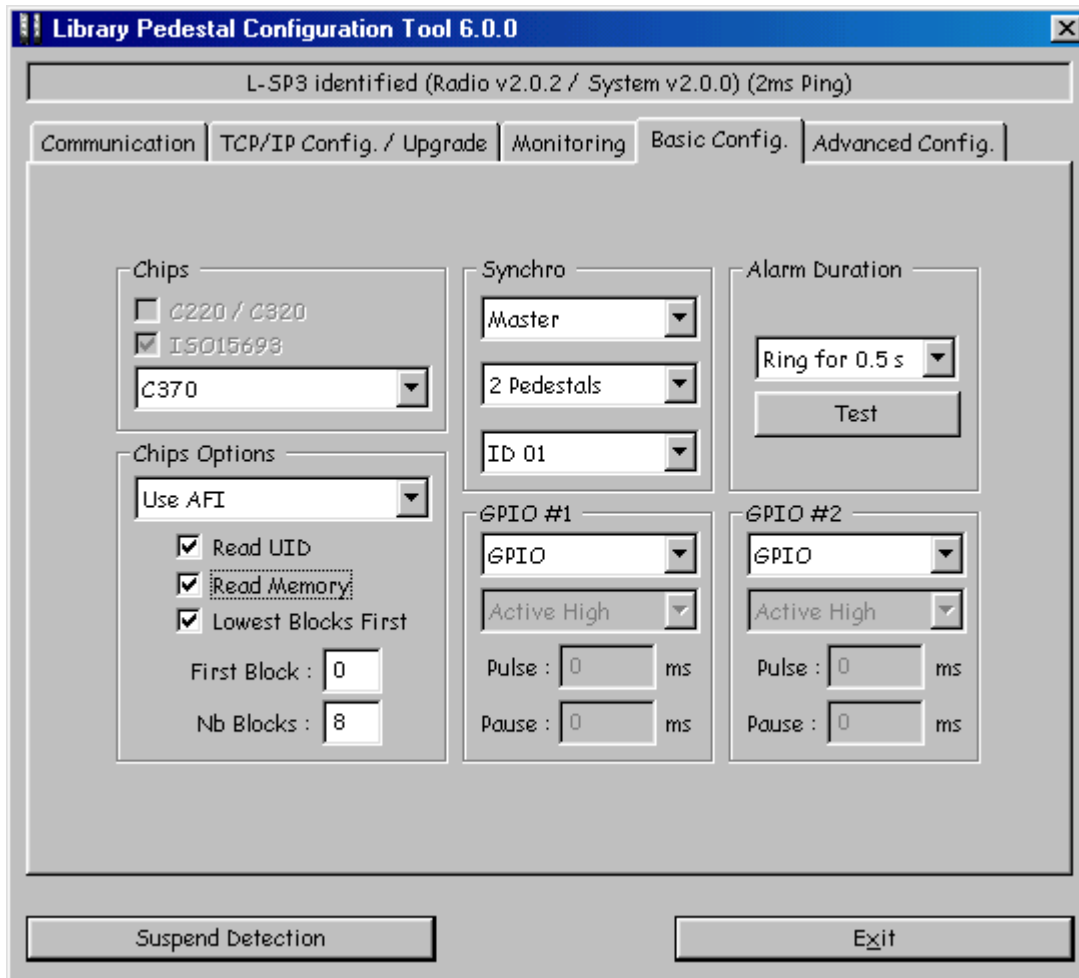 Library Pedestal Configuration Tool 6.0.0
L-SP3 identified (Radio v2.0.2 / System v2.0.0) (2ms Ping)
Communication TCP/IP Config. / Upgrade Monitoring Basic Config. Advanced Config.
Chips
C220 / C320
ISO15693
C370
Chips Options
Use AFI
Read UID
Read Memory
Lowest Blocks First
First Block : 0
Nb Blocks : 8
Synchro
Master
2 Pedestals
ID 01
Alarm Duration
Ring for 0.5 s
Test
GPIO #1
GPIO
Active High
Pulse : 0 ms
Pause : 0 ms
GPIO #2
GPIO
Active High
Pulse : 0 ms
Pause : 0 ms
Suspend Detection
Exit